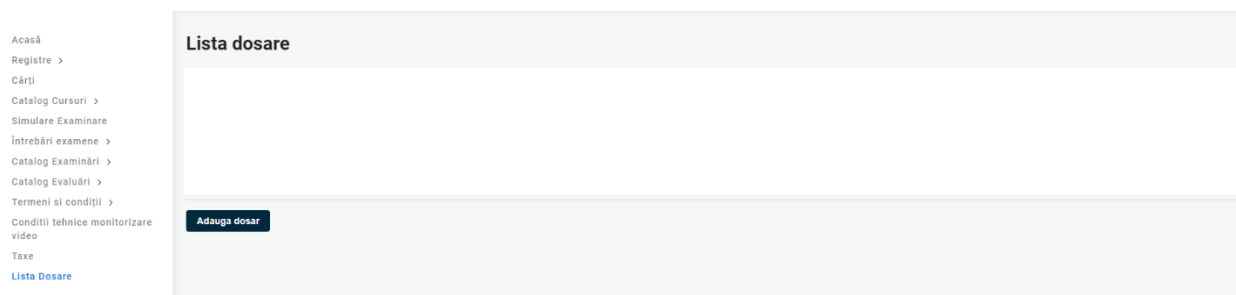 Acasă
Registre >
Cărți
Catalog Cursuri >
Simulare Examinare
Întrebări examene >
Catalog Examinări >
Catalog Evaluări >
Termeni si condiții >
Conditii tehnice monitorizare
video
Taxe
Lista Dosare
Lista dosare
Adauga dosar